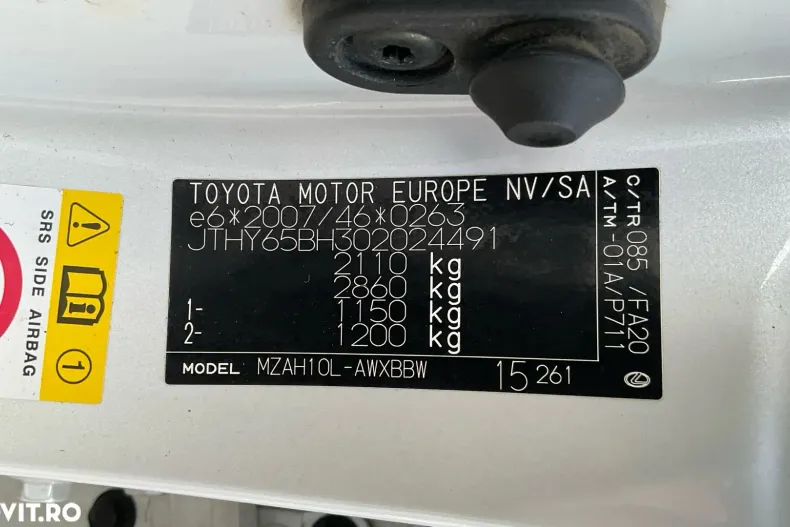 TOYOTA MOTOR EUROPE NV/SA
e6*2007/46*0263
JTHY65BH302024491
2110 kg
2860 kg
1- 1150 kg
2- 1200 kg
MODEL MZAH10L-AWXBBW 15 261
C/TR 085 /FA20
A/TM -01A/P711
SRS SIDE AIRBAG
i
1
VIT.RO